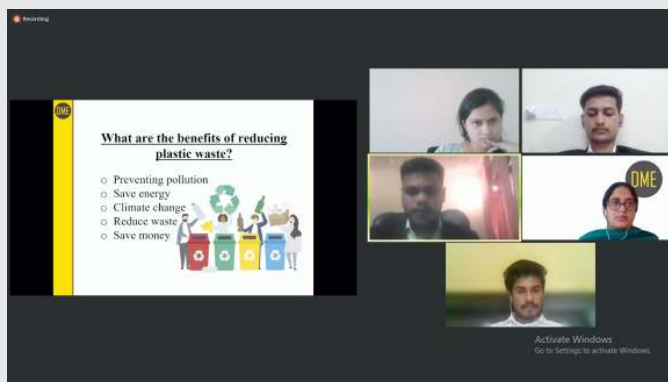 Recording
DME
What are the benefits of reducing
plastic waste?
o Preventing pollution
o Save energy
o Climate change
o Reduce waste
o Save money
DME
Activate Windows
Go to Settings to activate Windows.